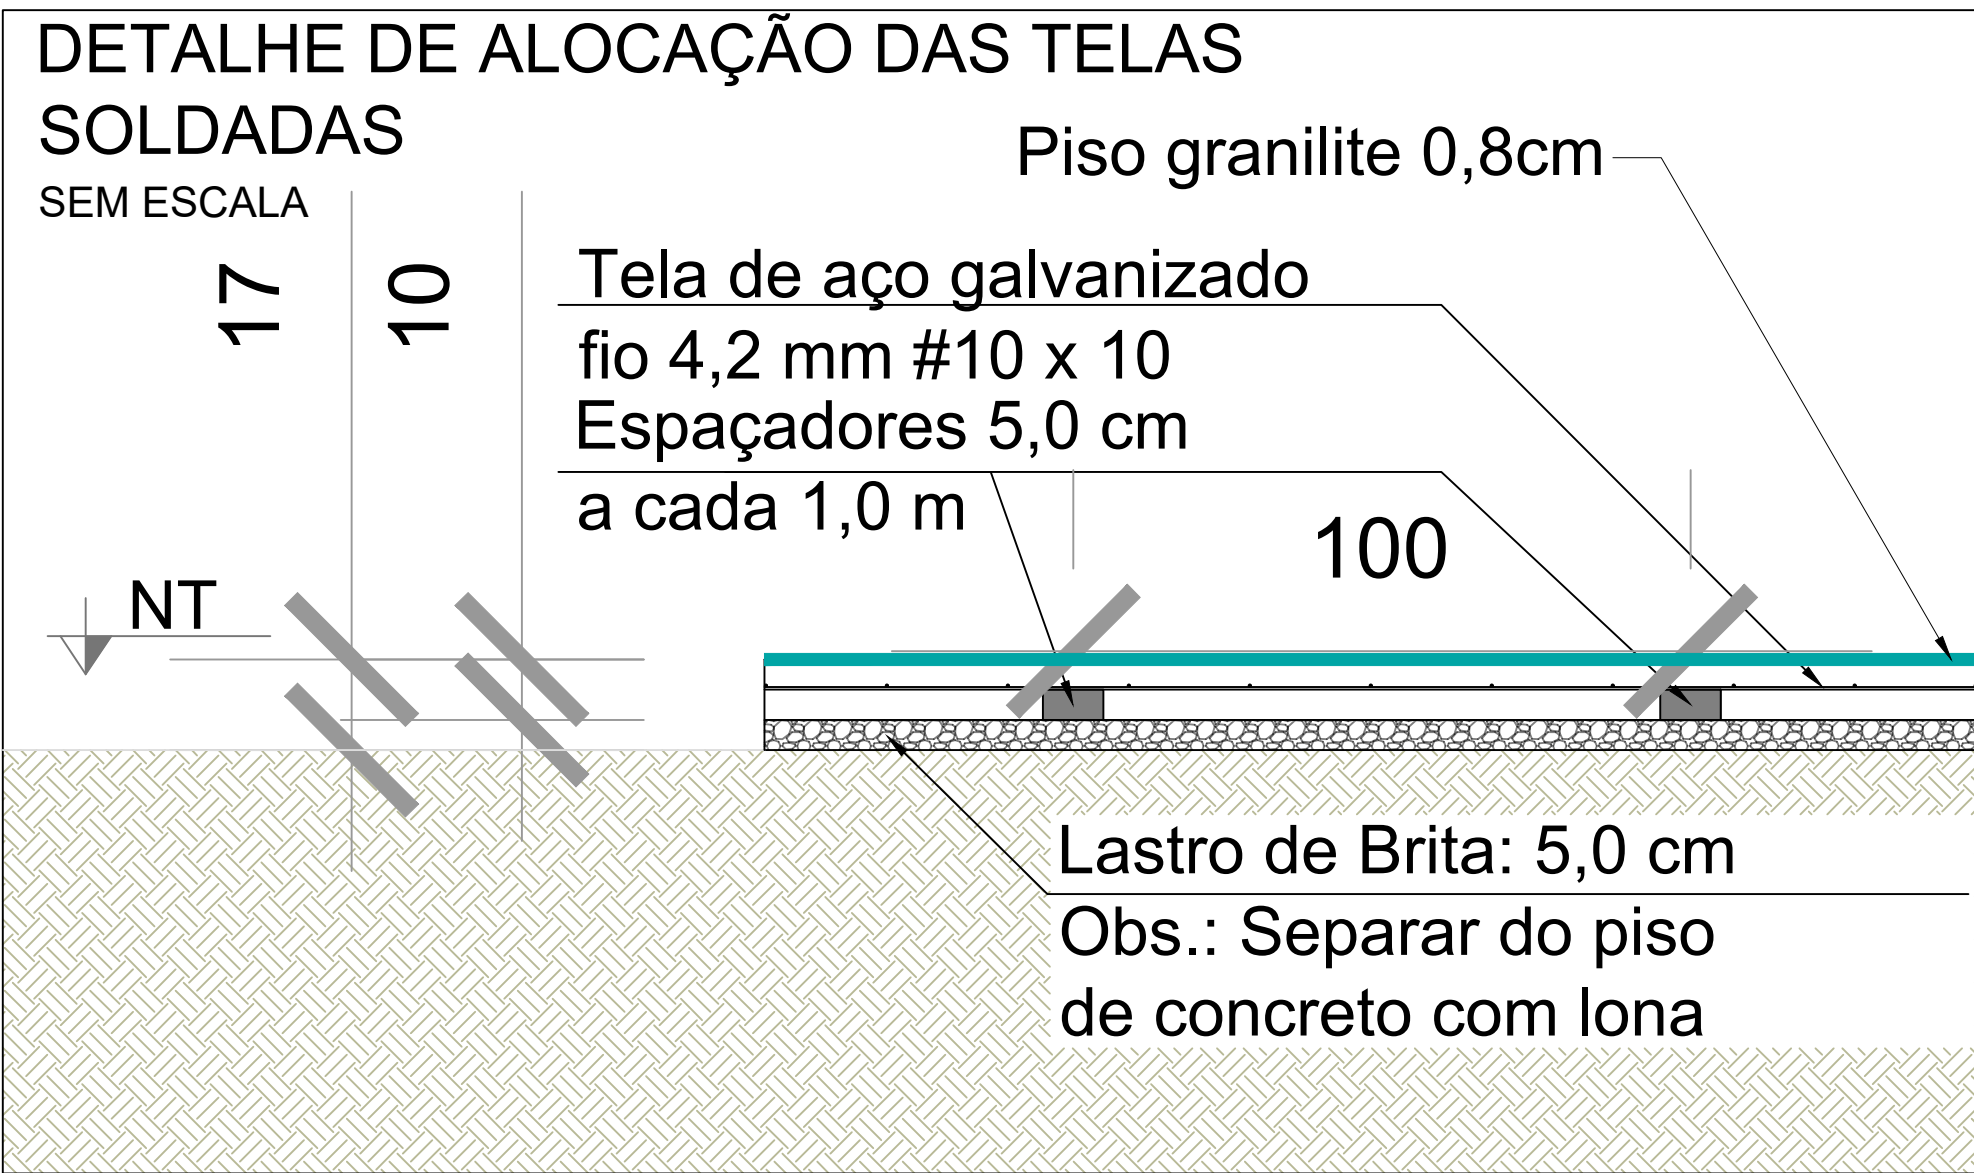 DETALHE DE ALOCAÇÃO DAS TELAS
SOLDADAS
SEM ESCALA
Piso granilite 0,8cm
17
10
Tela de aço galvanizado
fio 4,2 mm #10 x 10
Espaçadores 5,0 cm
a cada 1,0 m
100
NT
Lastro de Brita: 5,0 cm
Obs.: Separar do piso
de concreto com lona